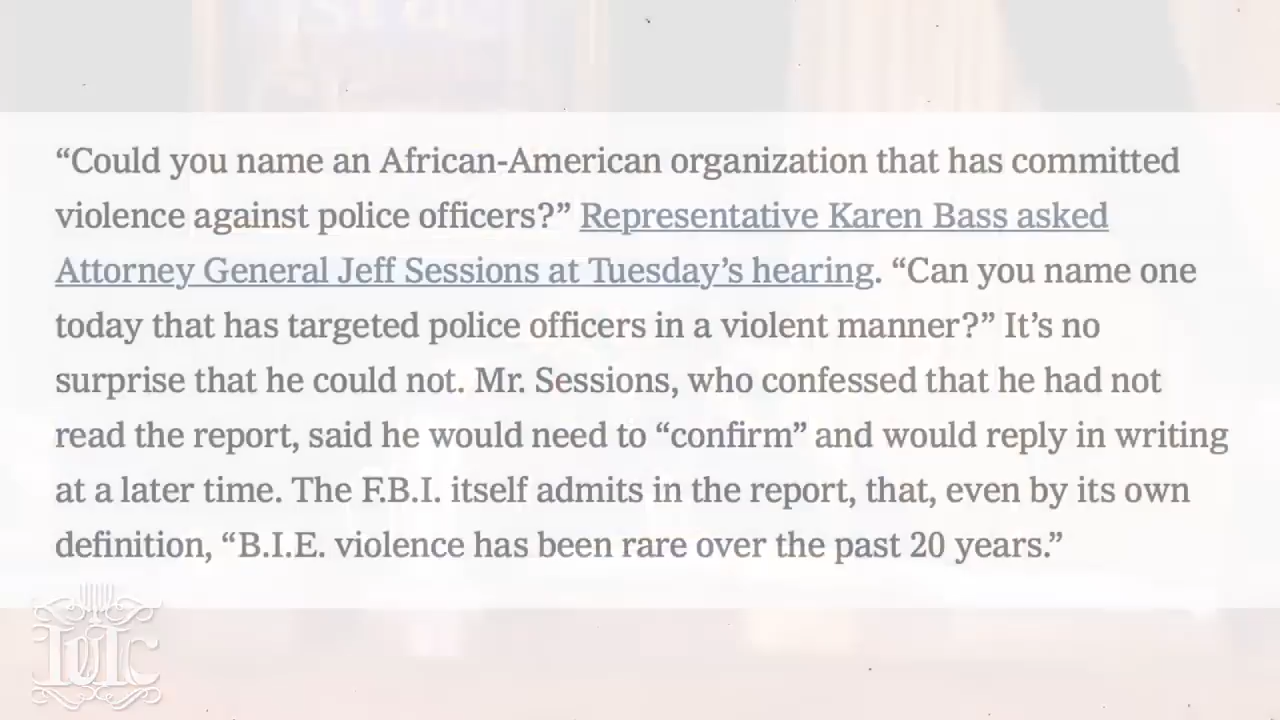 “Could you name an African-American organization that has committed
violence against police officers?” Representative Karen Bass asked
Attorney General Jeff Sessions at Tuesday’s hearing. “Can you name one
today that has targeted police officers in a violent manner?” It’s no
surprise that he could not. Mr. Sessions, who confessed that he had not
read the report, said he would need to “confirm” and would reply in writing
at a later time. The F.B.I. itself admits in the report, that, even by its own
definition, “B.I.E. violence has been rare over the past 20 years.”
IUIC